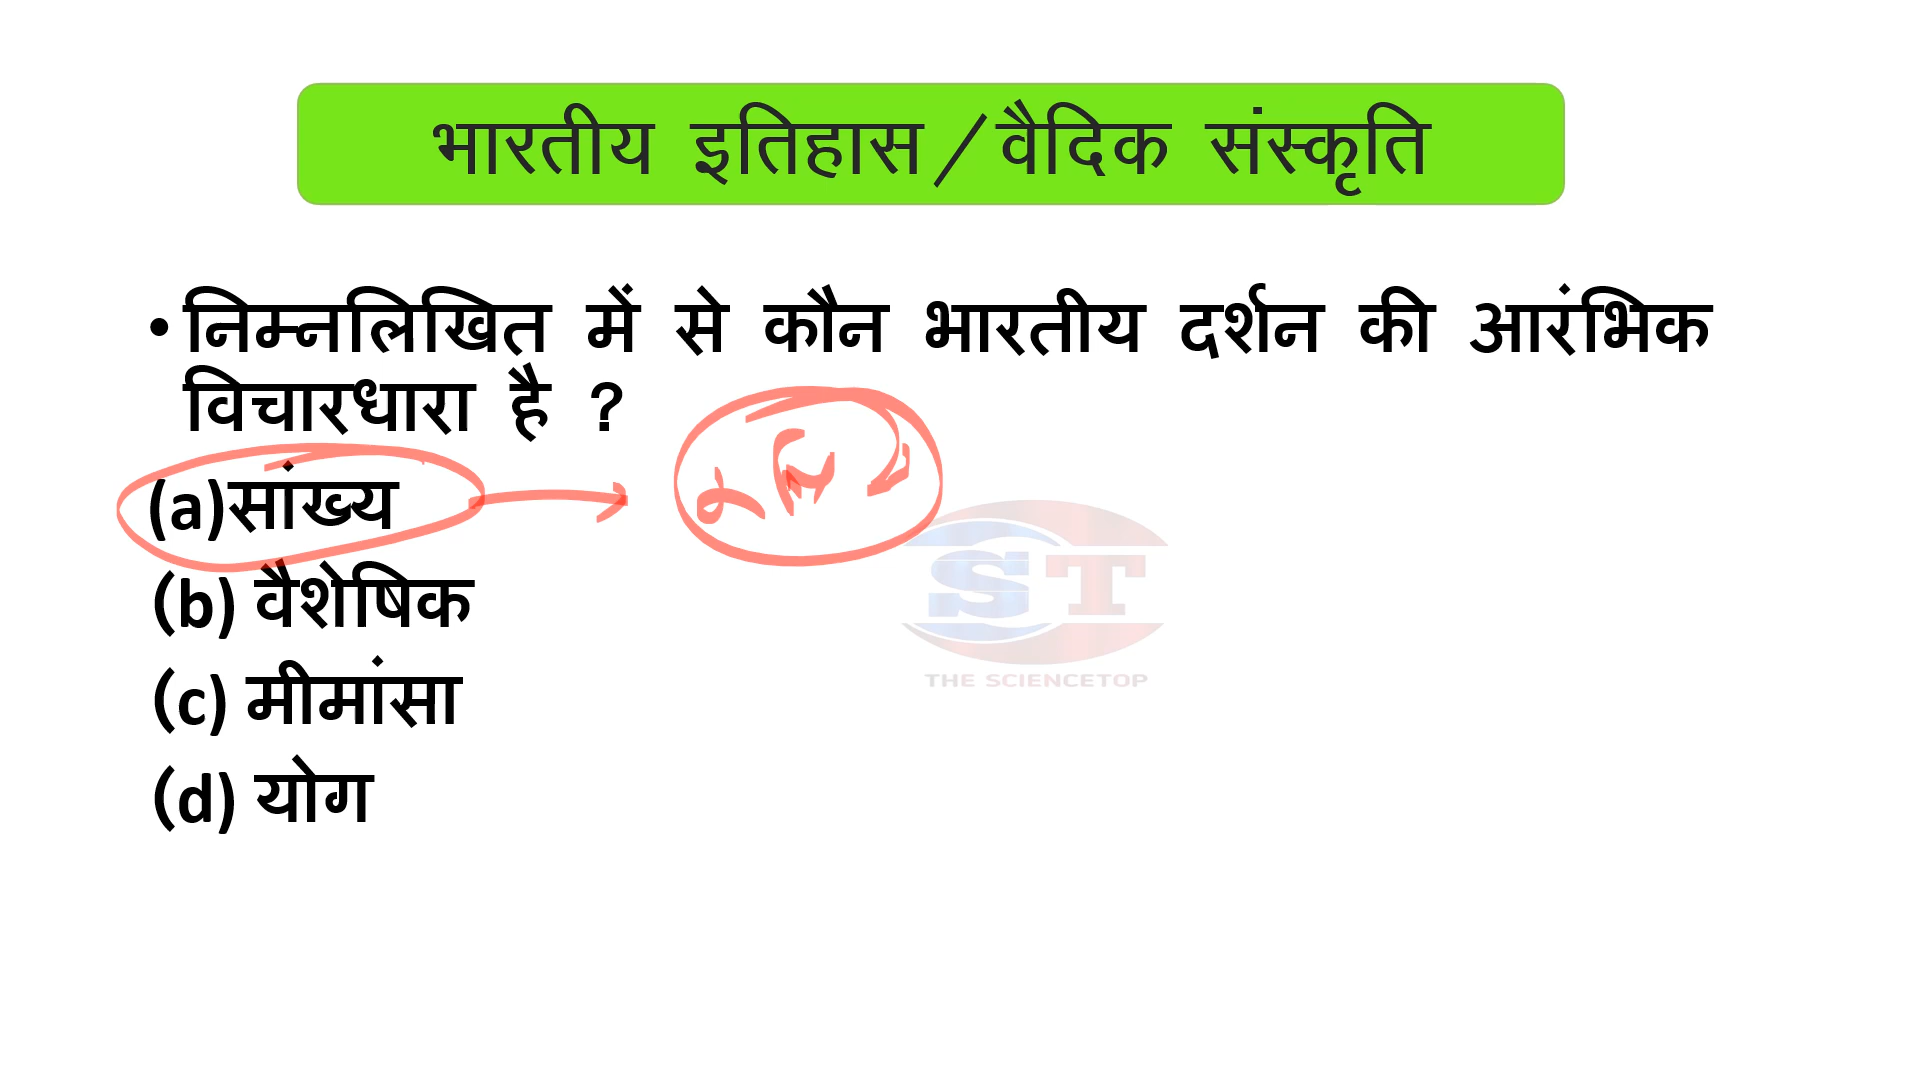 भारतीय इतिहास/वैदिक संस्कृति
•निम्नलिखित में से कौन भारतीय दर्शन की आरंभिक
विचारधारा है ?
(a)सांख्य
(b) वैशेषिक
(c) मीमांसा
(d) योग
ST
THE SCIENCETOP